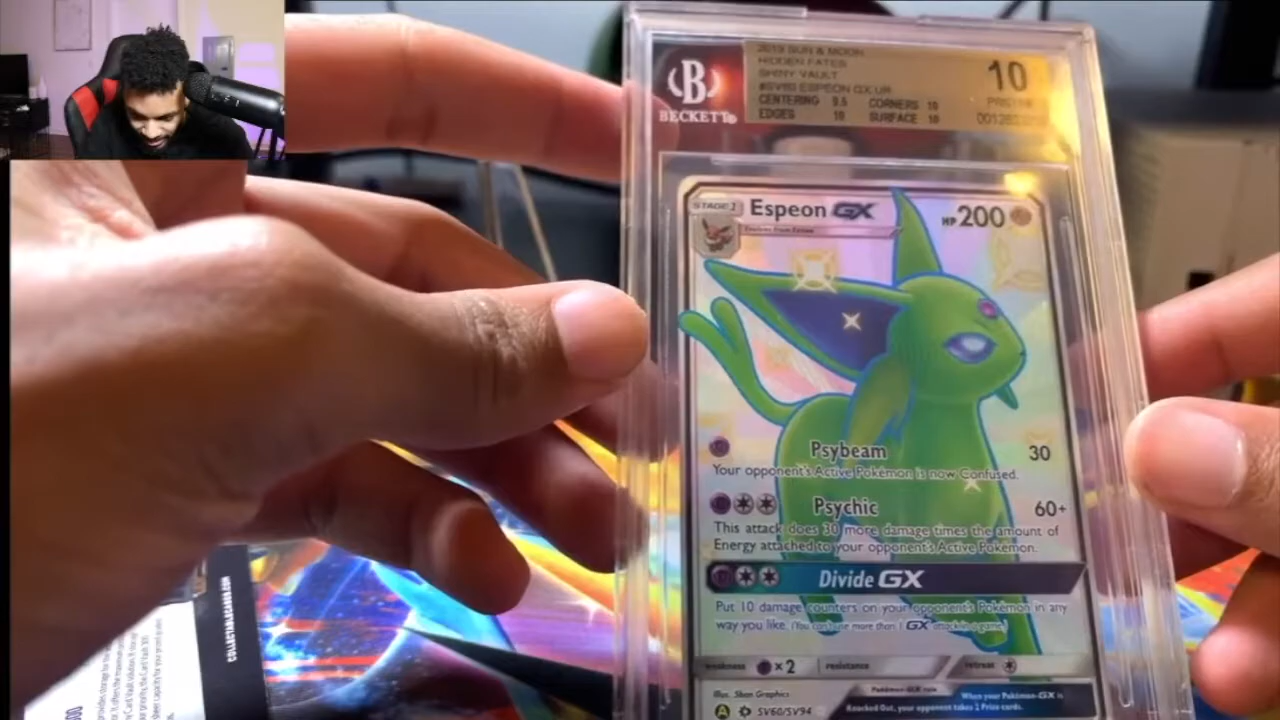 B
BECKETT
2019 SUN & MOON
HIDDEN FATES
SHINY VAULT
#SV60 ESPEON GX UR
CENTERING 9.5 CORNERS 10
EDGES 10 SURFACE 10
10
PRISTINE
STAGE 1
Espeon GX
HP 200
Evolves from Eevee
Psybeam 30
Your opponent's Active Pokémon is now Confused.
Psychic 60+
This attack does 30 more damage times the amount of
Energy attached to your opponent's Active Pokémon.
Divide GX
Put 10 damage counters on your opponent's Pokémon in any
way you like. (You can't use more than 1 GX attack in a game.)
weakness ×2 resistance retreat
Illus. 5ban Graphics
Pokémon-GX rule
When your Pokémon-GX is
Knocked Out, your opponent takes 2 Prize cards.
A SV60/SV94